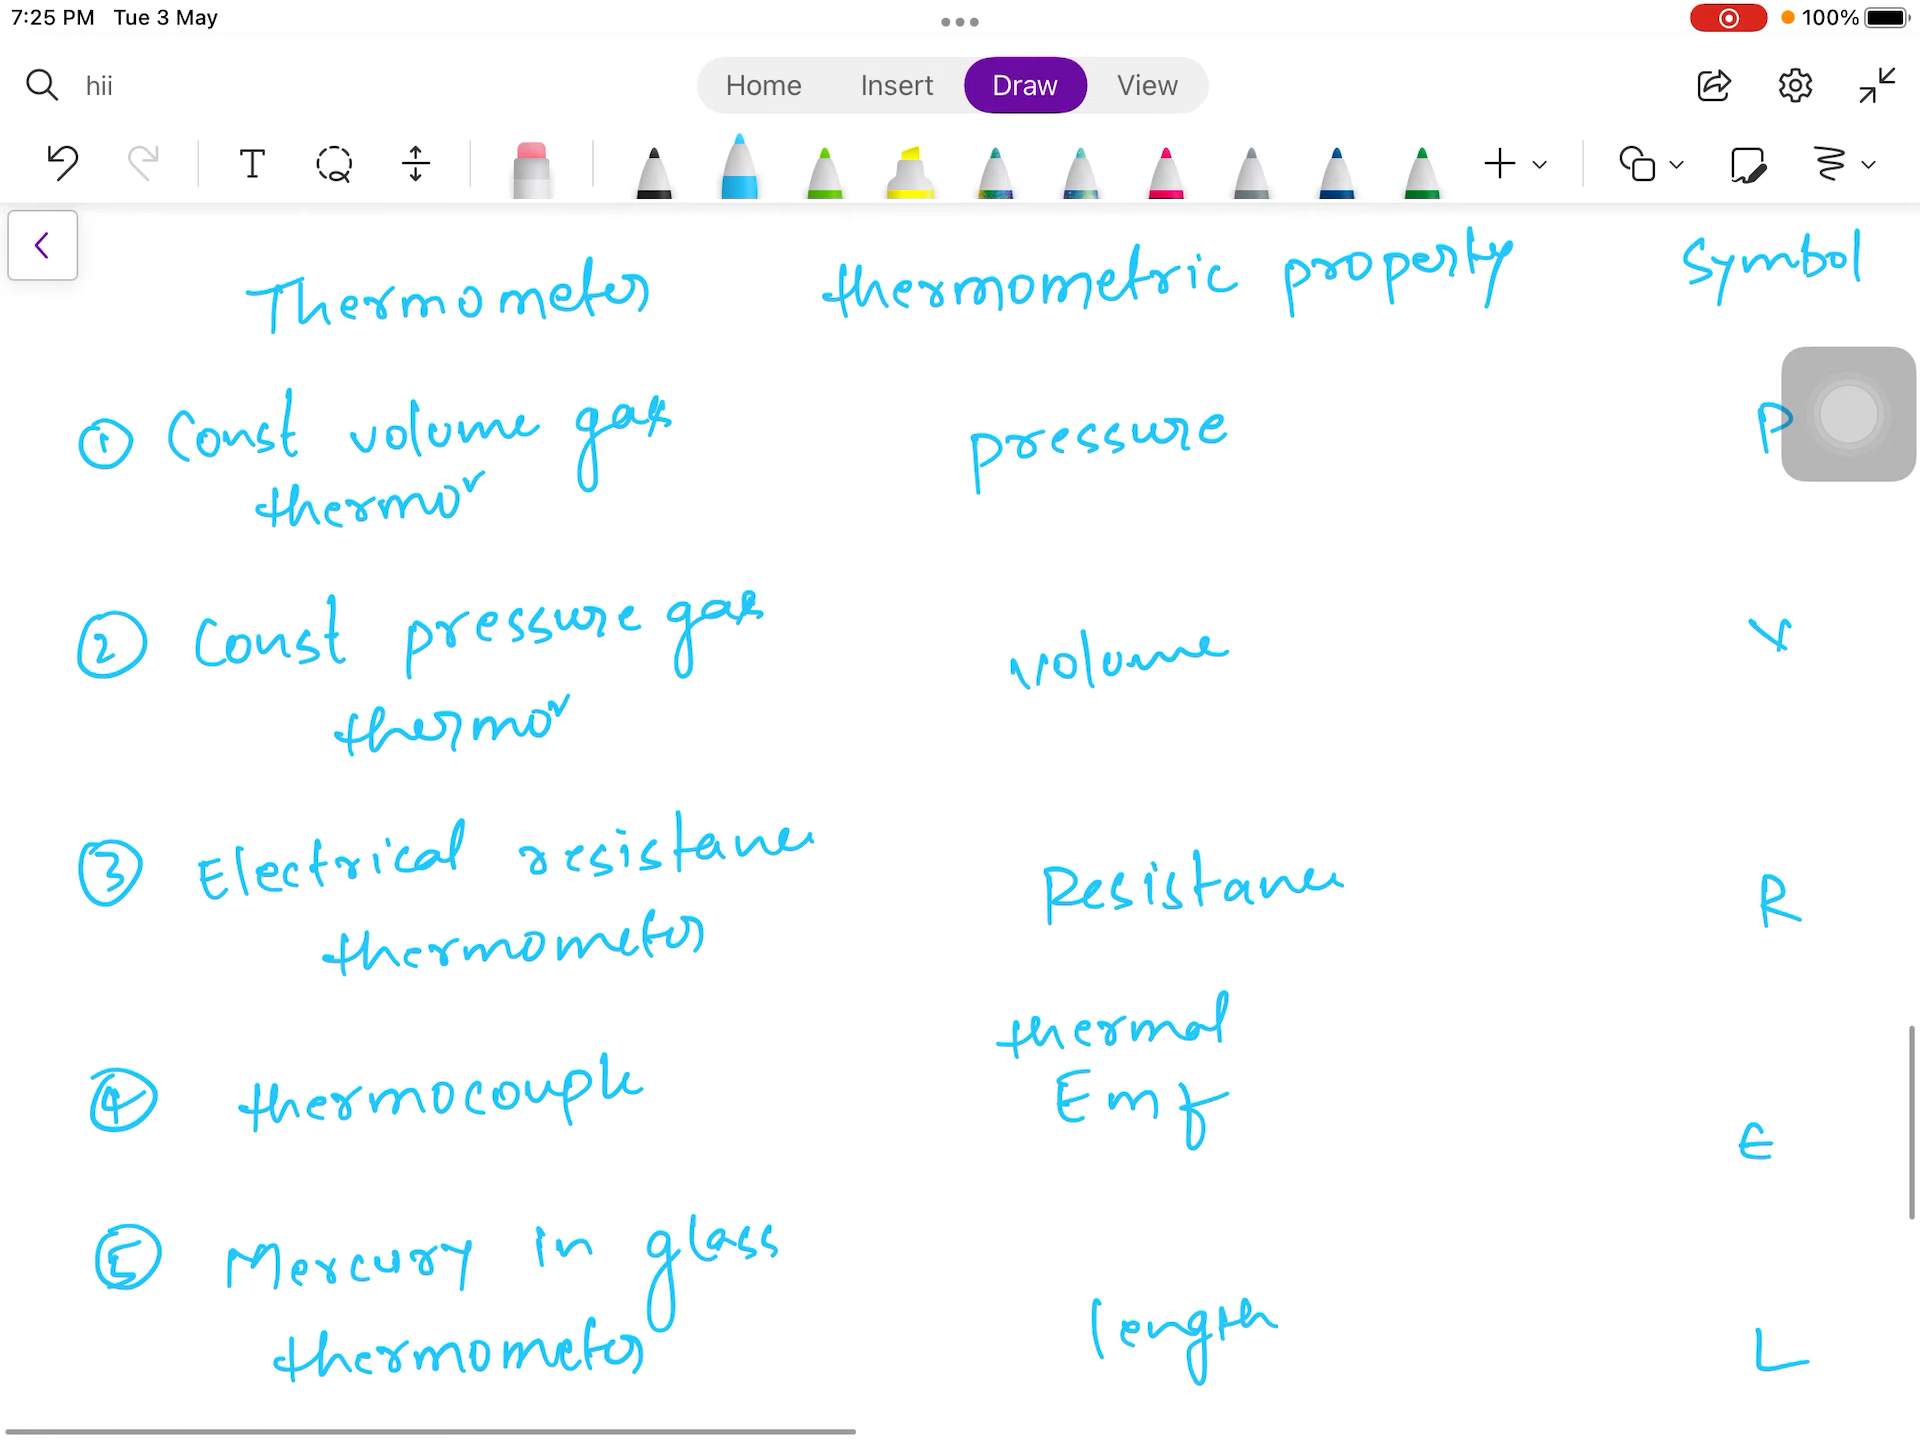 7:25 PM Tue 3 May
100%
hii
Home Insert Draw View
T
Thermometer thermometric property Symbol
① Const volume gas pressure P
thermor
② Const pressure gas volume V
thermor
③ Electrical resistance Resistance R
thermometer
④ thermocouple thermal Emf E
⑤ Mercury in glass length L
thermometer